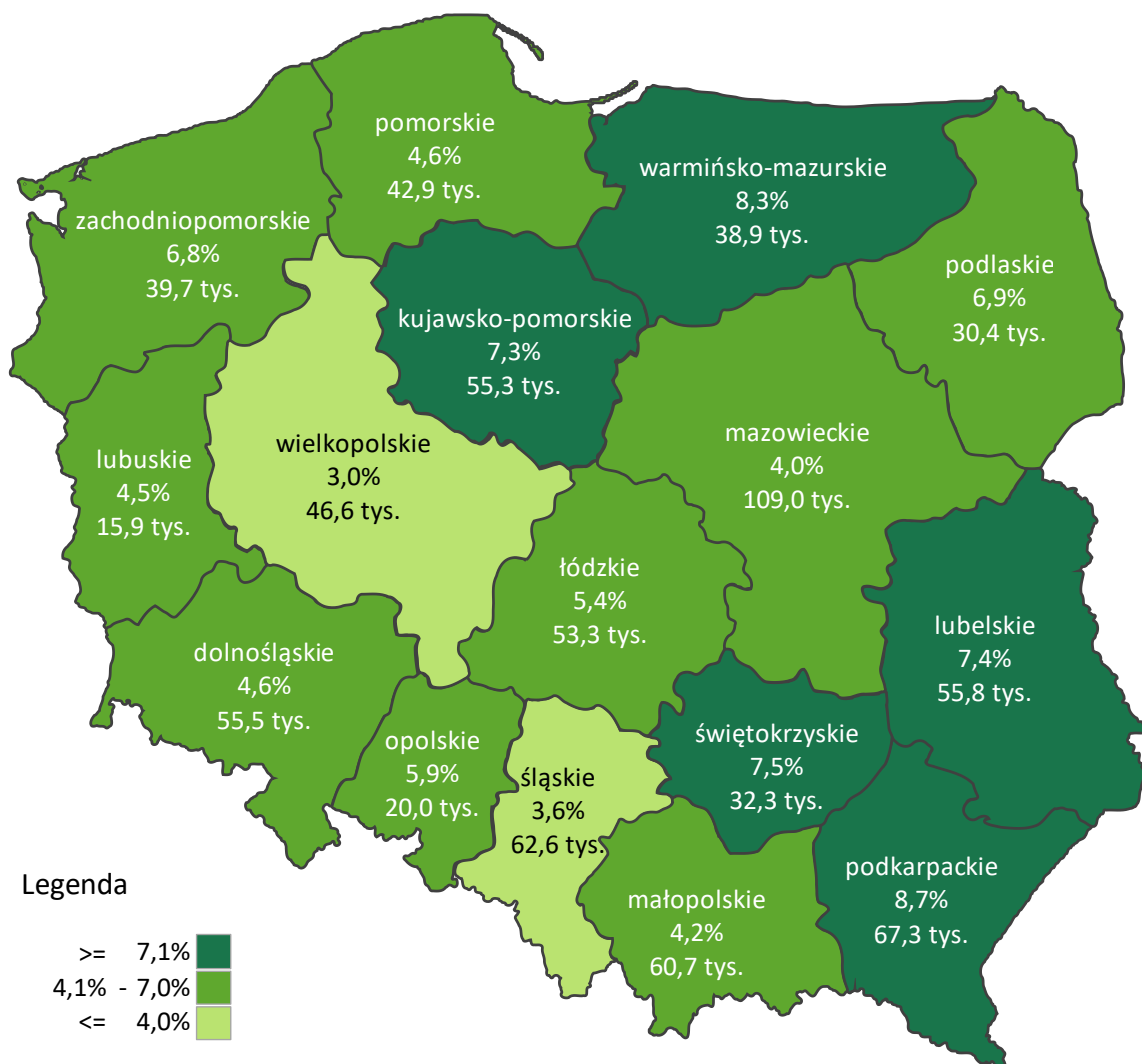 pomorskie
4,6%
42,9 tys.
warmińsko-mazurskie
8,3%
38,9 tys.
zachodniopomorskie
6,8%
39,7 tys.
podlaskie
6,9%
30,4 tys.
kujawsko-pomorskie
7,3%
55,3 tys.
mazowieckie
4,0%
109,0 tys.
wielkopolskie
3,0%
46,6 tys.
lubuskie
4,5%
15,9 tys.
łódzkie
5,4%
53,3 tys.
lubelskie
7,4%
55,8 tys.
dolnośląskie
4,6%
55,5 tys.
opolskie
5,9%
20,0 tys.
śląskie
3,6%
62,6 tys.
świętokrzyskie
7,5%
32,3 tys.
podkarpackie
8,7%
67,3 tys.
małopolskie
4,2%
60,7 tys.
Legenda
>= 7,1%
4,1% - 7,0%
<= 4,0%